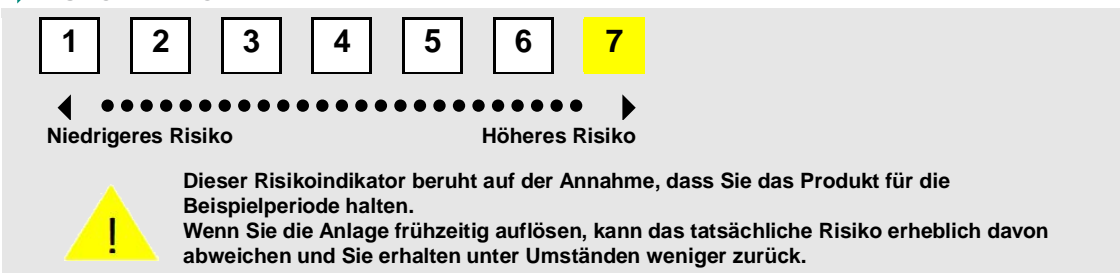 1 2 3 4 5 6 7
Niedrigeres Risiko Höheres Risiko
Dieser Risikoindikator beruht auf der Annahme, dass Sie das Produkt für die
Beispielperiode halten.
! Wenn Sie die Anlage frühzeitig auflösen, kann das tatsächliche Risiko erheblich davon
abweichen und Sie erhalten unter Umständen weniger zurück.